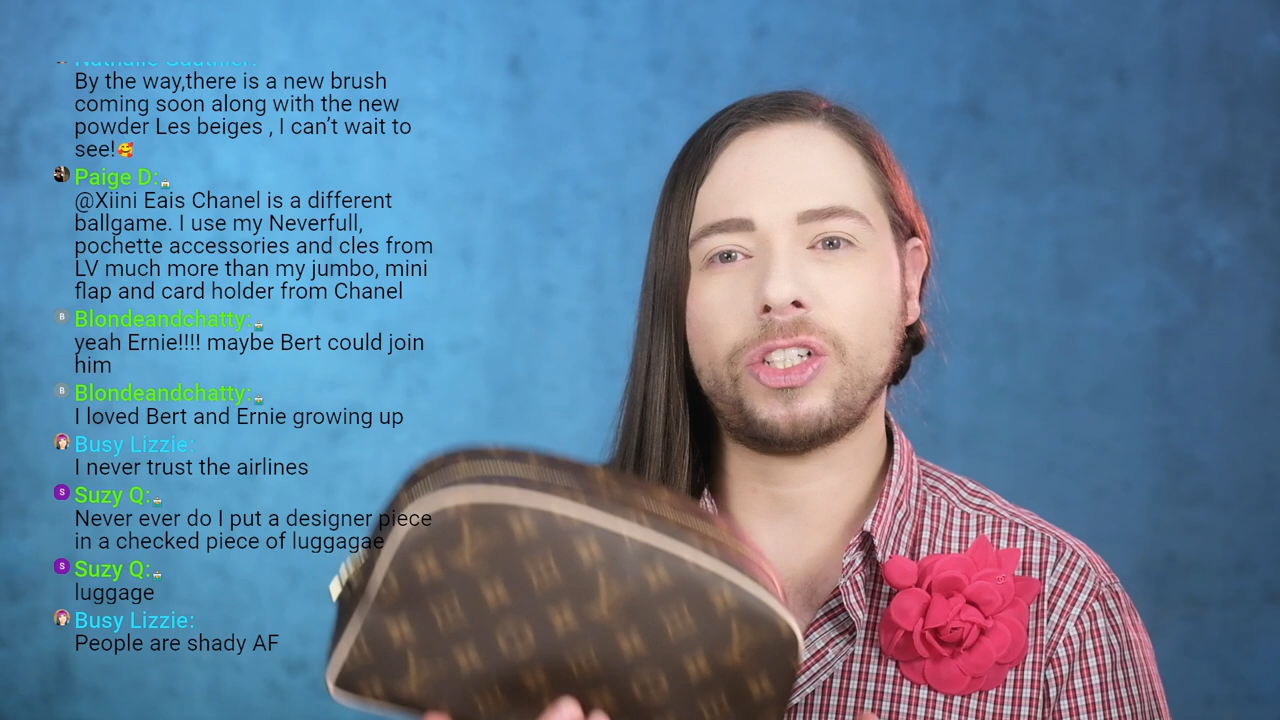 Nathalie Gauthier:
By the way,there is a new brush
coming soon along with the new
powder Les beiges , I can’t wait to
see!🥰
Paige D:
@Xiini Eais Chanel is a different
ballgame. I use my Neverfull,
pochette accessories and cles from
LV much more than my jumbo, mini
flap and card holder from Chanel
B
Blondeandchatty:
yeah Ernie!!!! maybe Bert could join
him
B
Blondeandchatty:
I loved Bert and Ernie growing up
Busy Lizzie:
I never trust the airlines
S
Suzy Q:
Never ever do I put a designer piece
in a checked piece of luggagae
S
Suzy Q:
luggage
Busy Lizzie:
People are shady AF